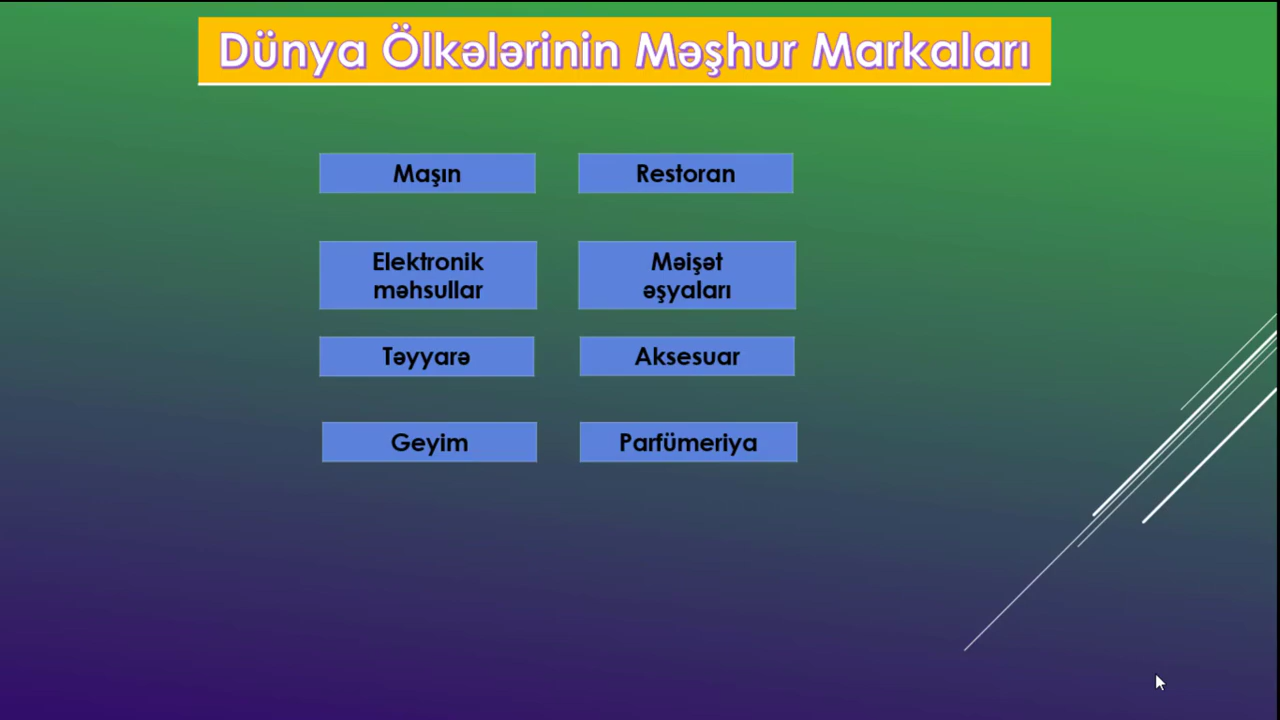 Dünya Ölkələrinin Məşhur Markaları
Maşın
Restoran
Elektronik
məhsullar
Məişət
əşyaları
Təyyarə
Aksesuar
Geyim
Parfümeriya